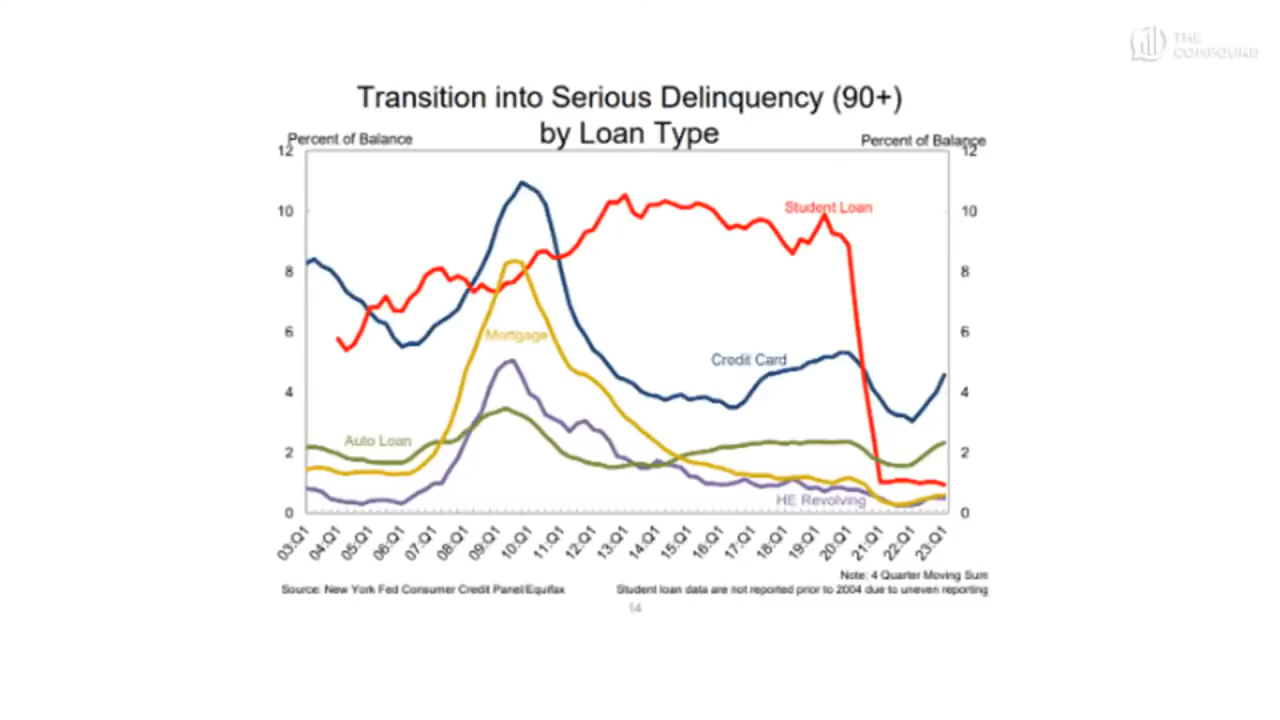 THE
COMPOUND
Transition into Serious Delinquency (90+)
by Loan Type
Percent of Balance
Percent of Balance
12
12
10
10
8
8
6
6
4
4
2
2
0
0
Student Loan
Mortgage
Credit Card
Auto Loan
HE Revolving
03:Q1
04:Q1
05:Q1
06:Q1
07:Q1
08:Q1
09:Q1
10:Q1
11:Q1
12:Q1
13:Q1
14:Q1
15:Q1
16:Q1
17:Q1
18:Q1
19:Q1
20:Q1
21:Q1
22:Q1
23:Q1
Note: 4 Quarter Moving Sum
Source: New York Fed Consumer Credit Panel/Equifax
Student loan data are not reported prior to 2004 due to uneven reporting
14